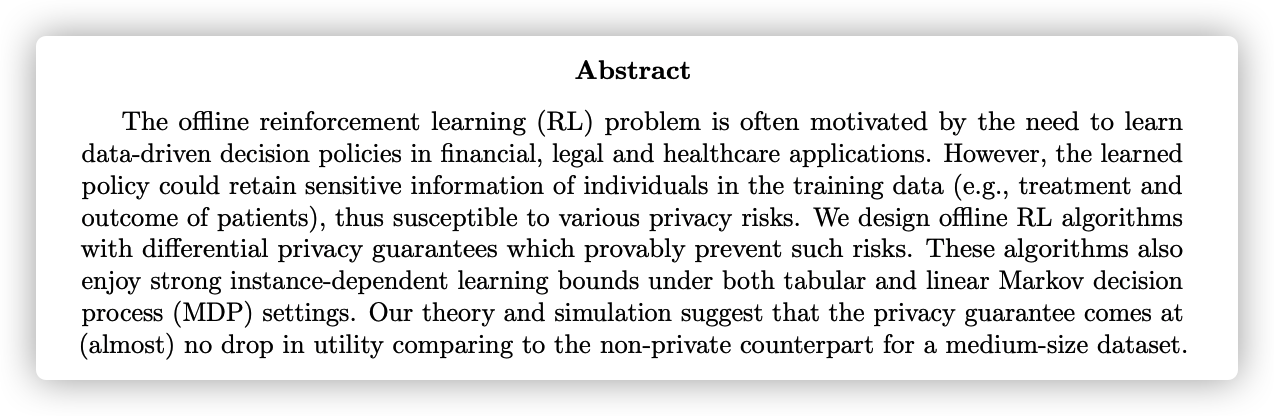 Abstract
The offline reinforcement learning (RL) problem is often motivated by the need to learn
data-driven decision policies in financial, legal and healthcare applications. However, the learned
policy could retain sensitive information of individuals in the training data (e.g., treatment and
outcome of patients), thus susceptible to various privacy risks. We design offline RL algorithms
with differential privacy guarantees which provably prevent such risks. These algorithms also
enjoy strong instance-dependent learning bounds under both tabular and linear Markov decision
process (MDP) settings. Our theory and simulation suggest that the privacy guarantee comes at
(almost) no drop in utility comparing to the non-private counterpart for a medium-size dataset.